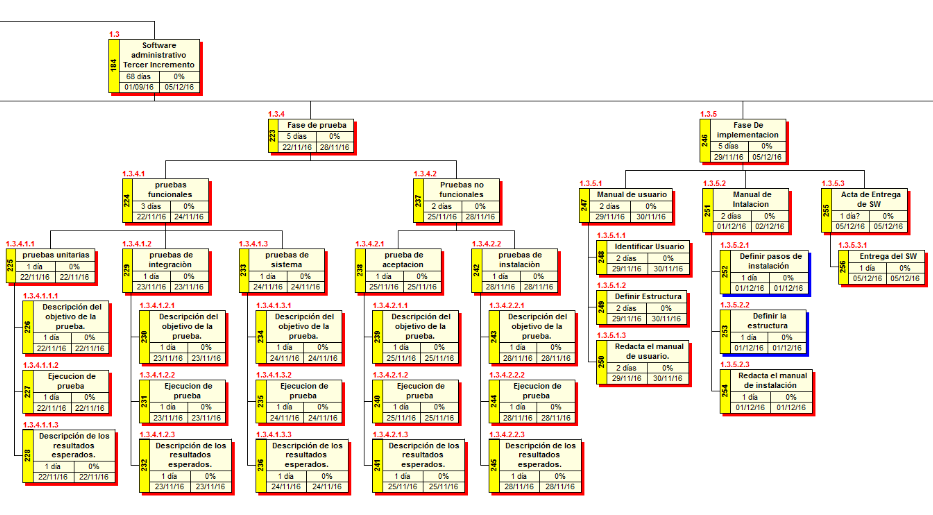 1.3
184
Software
administrativo
Tercer Incremento
68 días 0%
01/09/16 05/12/16
1.3.4
223
Fase de prueba
5 días 0%
22/11/16 28/11/16
1.3.5
246
Fase De
implementacion
5 días 0%
29/11/16 05/12/16
1.3.4.1
224
pruebas
funcionales
3 días 0%
22/11/16 24/11/16
1.3.4.2
237
Pruebas no
funcionales
2 días 0%
25/11/16 28/11/16
1.3.5.1
247
Manual de usuario
2 días 0%
29/11/16 30/11/16
1.3.5.2
251
Manual de
Intalacion
2 días 0%
01/12/16 02/12/16
1.3.5.3
255
Acta de Entrega
de SW
1 día? 0%
05/12/16 05/12/16
1.3.4.1.1
225
pruebas unitarias
1 día 0%
22/11/16 22/11/16
1.3.4.1.2
229
pruebas de
integración
1 día 0%
23/11/16 23/11/16
1.3.4.1.3
233
pruebas de
sistema
1 día 0%
24/11/16 24/11/16
1.3.4.2.1
238
prueba de
aceptacion
1 día 0%
25/11/16 25/11/16
1.3.4.2.2
242
pruebas de
instalación
1 día 0%
28/11/16 28/11/16
1.3.5.1.1
248
Identificar Usuario
2 días 0%
29/11/16 30/11/16
1.3.5.2.1
252
Definir pasos de
instalación
1 día 0%
01/12/16 01/12/16
1.3.5.3.1
256
Entrega del SW
1 día 0%
05/12/16 05/12/16
1.3.4.1.1.1
226
Descripción del
objetivo de la
prueba.
1 día 0%
22/11/16 22/11/16
1.3.4.1.2.1
230
Descripción del
objetivo de la
prueba.
1 día 0%
23/11/16 23/11/16
1.3.4.1.3.1
234
Descripción del
objetivo de la
prueba.
1 día 0%
24/11/16 24/11/16
1.3.4.2.1.1
239
Descripción del
objetivo de la
prueba.
1 día 0%
25/11/16 25/11/16
1.3.4.2.2.1
243
Descripción del
objetivo de la
prueba.
1 día 0%
28/11/16 28/11/16
1.3.5.1.2
249
Definir Estructura
2 días 0%
29/11/16 30/11/16
1.3.5.2.2
253
Definir la
estructura
1 día 0%
01/12/16 01/12/16
1.3.5.1.3
250
Redacta el manual
de usuario.
2 días 0%
29/11/16 30/11/16
1.3.5.2.3
254
Redacta el manual
de instalación
1 día 0%
01/12/16 01/12/16
1.3.4.1.1.2
227
Ejecucion de
prueba
1 día 0%
22/11/16 22/11/16
1.3.4.1.2.2
231
Ejecucion de
prueba
1 día 0%
23/11/16 23/11/16
1.3.4.1.3.2
235
Ejecucion de
prueba
1 día 0%
24/11/16 24/11/16
1.3.4.2.1.2
240
Ejecucion de
prueba
1 día 0%
25/11/16 25/11/16
1.3.4.2.2.2
244
Ejecucion de
prueba
1 día 0%
28/11/16 28/11/16
1.3.4.1.1.3
228
Descripción de los
resultados
esperados.
1 día 0%
22/11/16 22/11/16
1.3.4.1.2.3
232
Descripción de los
resultados
esperados.
1 día 0%
23/11/16 23/11/16
1.3.4.1.3.3
236
Descripción de los
resultados
esperados.
1 día 0%
24/11/16 24/11/16
1.3.4.2.1.3
241
Descripción de los
resultados
esperados.
1 día 0%
25/11/16 25/11/16
1.3.4.2.2.3
245
Descripción de los
resultados
esperados.
1 día 0%
28/11/16 28/11/16